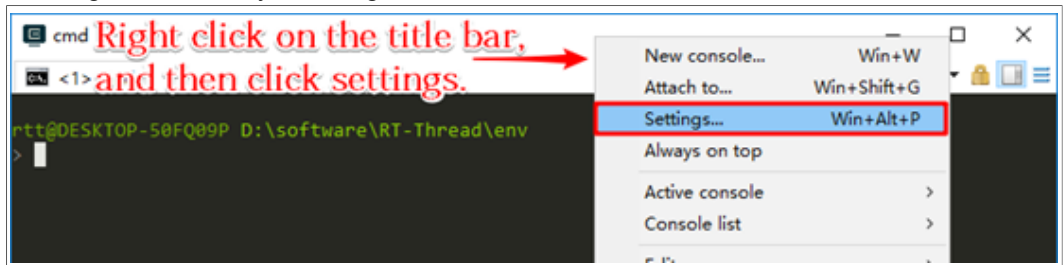 cmd
Right click on the title bar,
and then click settings.
<1>
New console... Win+W
Attach to... Win+Shift+G
Settings... Win+Alt+P
Always on top
Active console
Console list
rtt@DESKTOP-50FQ09P D:\software\RT-Thread\env
>